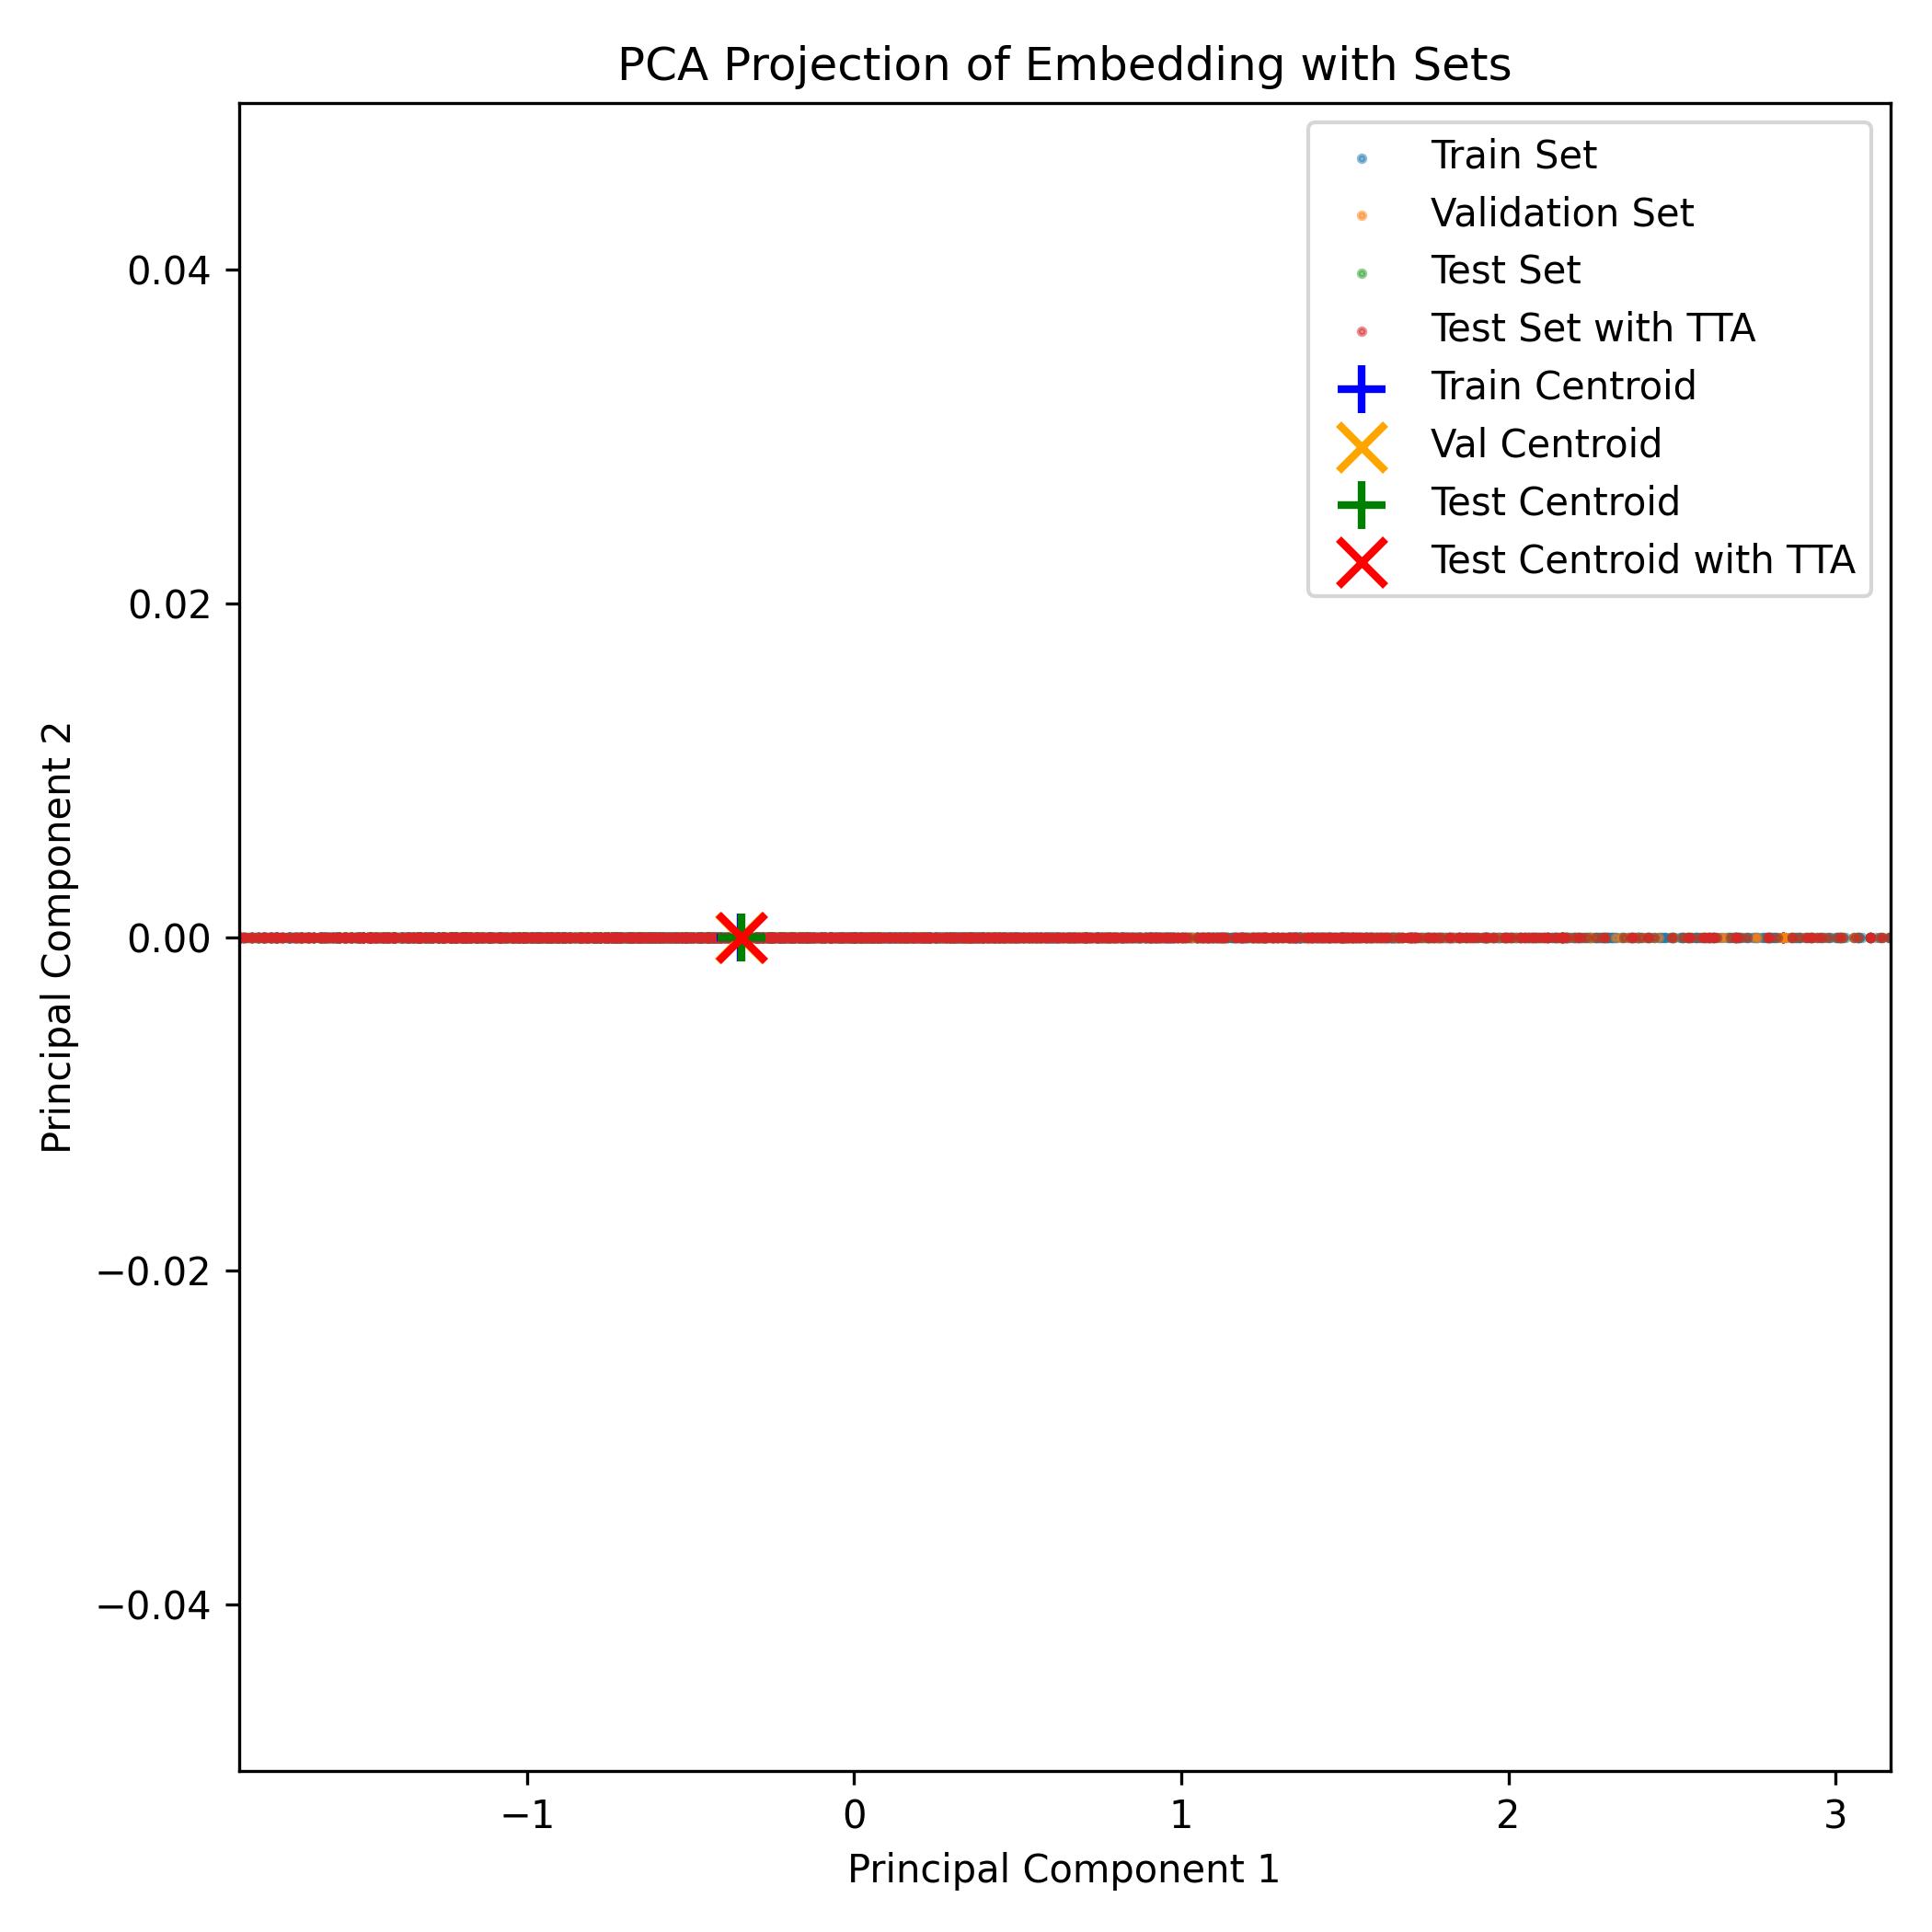 PCA Projection of Embedding with Sets
Train Set
Validation Set
Test Set
Test Set with TTA
Train Centroid
Val Centroid
Test Centroid
Test Centroid with TTA
0.04
0.02
0.00
−0.02
−0.04
Principal Component 2
−1
0
1
2
3
Principal Component 1